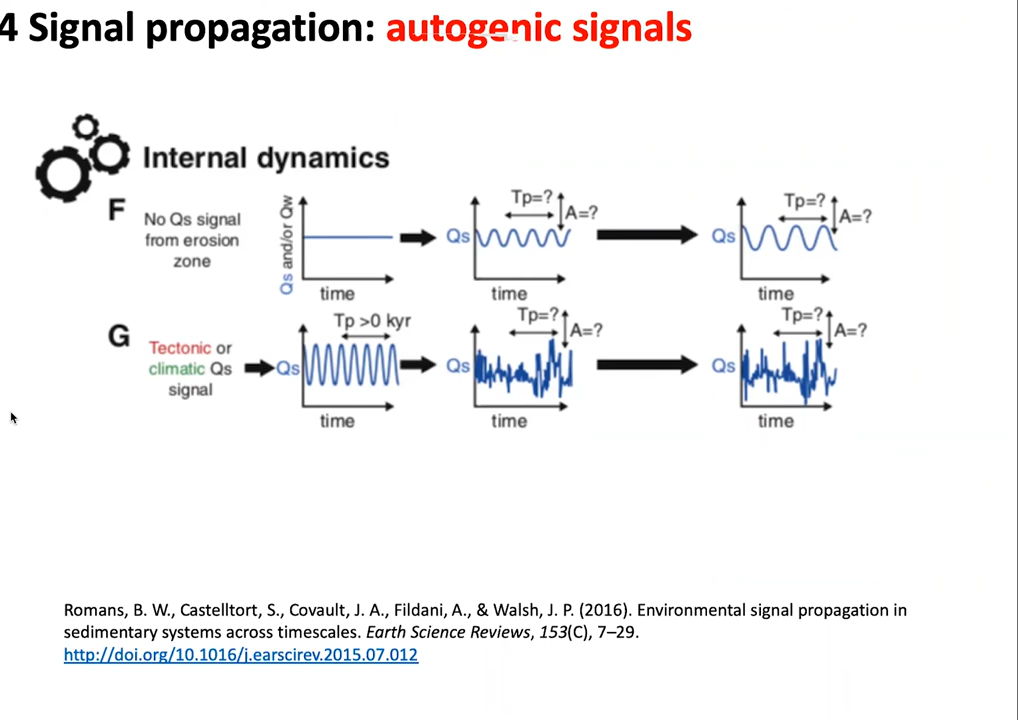 4 Signal propagation: autogenic signals
Internal dynamics
F
No Qs signal
from erosion
zone
Qs and/or Qw
time
Qs
Tp=?
A=?
time
Qs
Tp=?
A=?
time
G
Tectonic or
climatic Qs
signal
Qs
Tp >0 kyr
time
Qs
Tp=?
A=?
time
Qs
Tp=?
A=?
time
Romans, B. W., Castelltort, S., Covault, J. A., Fildani, A., & Walsh, J. P. (2016). Environmental signal propagation in
sedimentary systems across timescales. Earth Science Reviews, 153(C), 7–29.
http://doi.org/10.1016/j.earscirev.2015.07.012